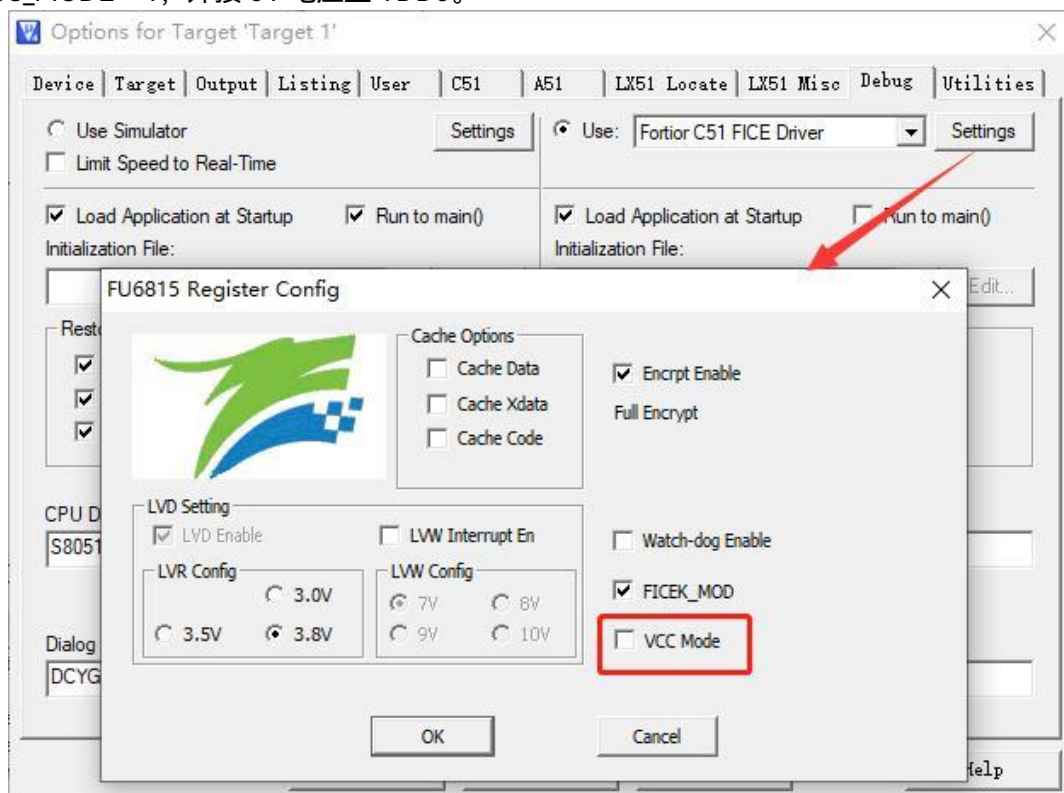 Options for Target 'Target 1'
Device Target Output Listing User C51 A51 LX51 Locate LX51 Misc Debug Utilities
Use Simulator Settings Use: Fortior C51 FICE Driver Settings
Limit Speed to Real-Time
Load Application at Startup Run to main() Load Application at Startup Run to main()
Initialization File: Initialization File:
Edit...
FU6815 Register Config
Cache Options
Cache Data
Cache Xdata
Cache Code
Encrpt Enable
Full Encrypt
LVD Setting
LVD Enable LVW Interrupt En
LVR Config
3.0V
3.5V 3.8V
LVW Config
7V 8V
9V 10V
Watch-dog Enable
FICEK_MOD
VCC Mode
CPU D
S8051
Dialog
DCYG
OK Cancel